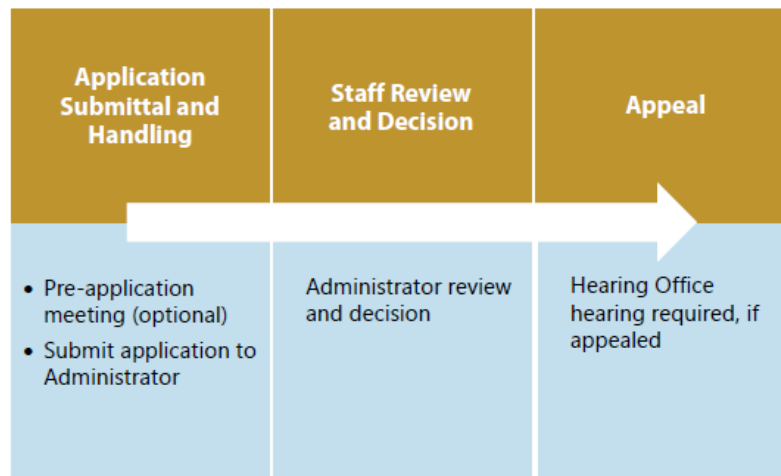 Application
Submittal and
Handling
Staff Review
and Decision
Appeal
• Pre-application
meeting (optional)
• Submit application to
Administrator
Administrator review
and decision
Hearing Office
hearing required, if
appealed